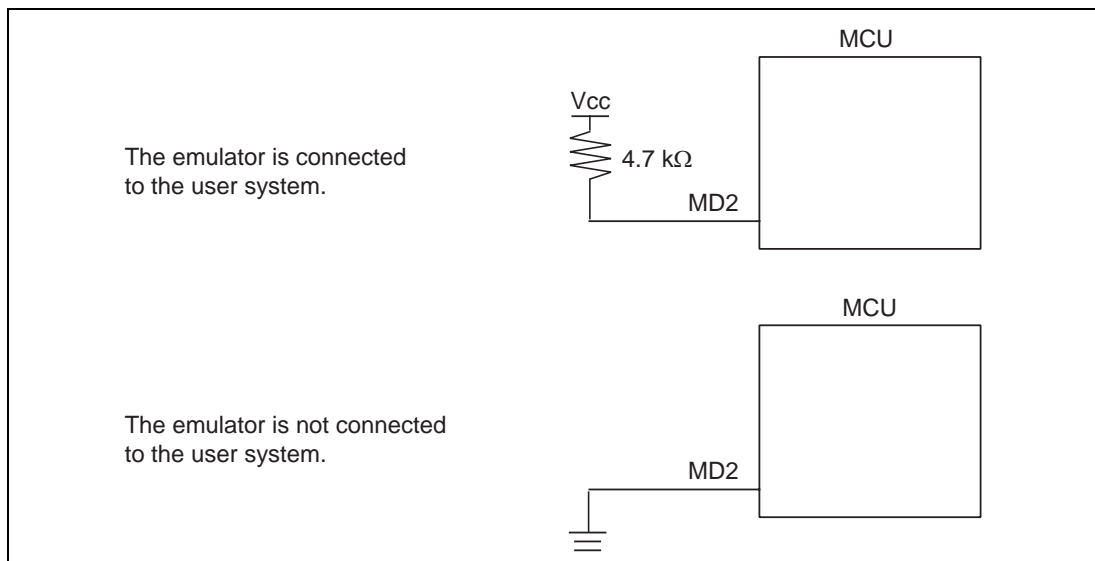 MCU
Vcc
The emulator is connected
to the user system.
4.7 kΩ
MD2
MCU
The emulator is not connected
to the user system.
MD2